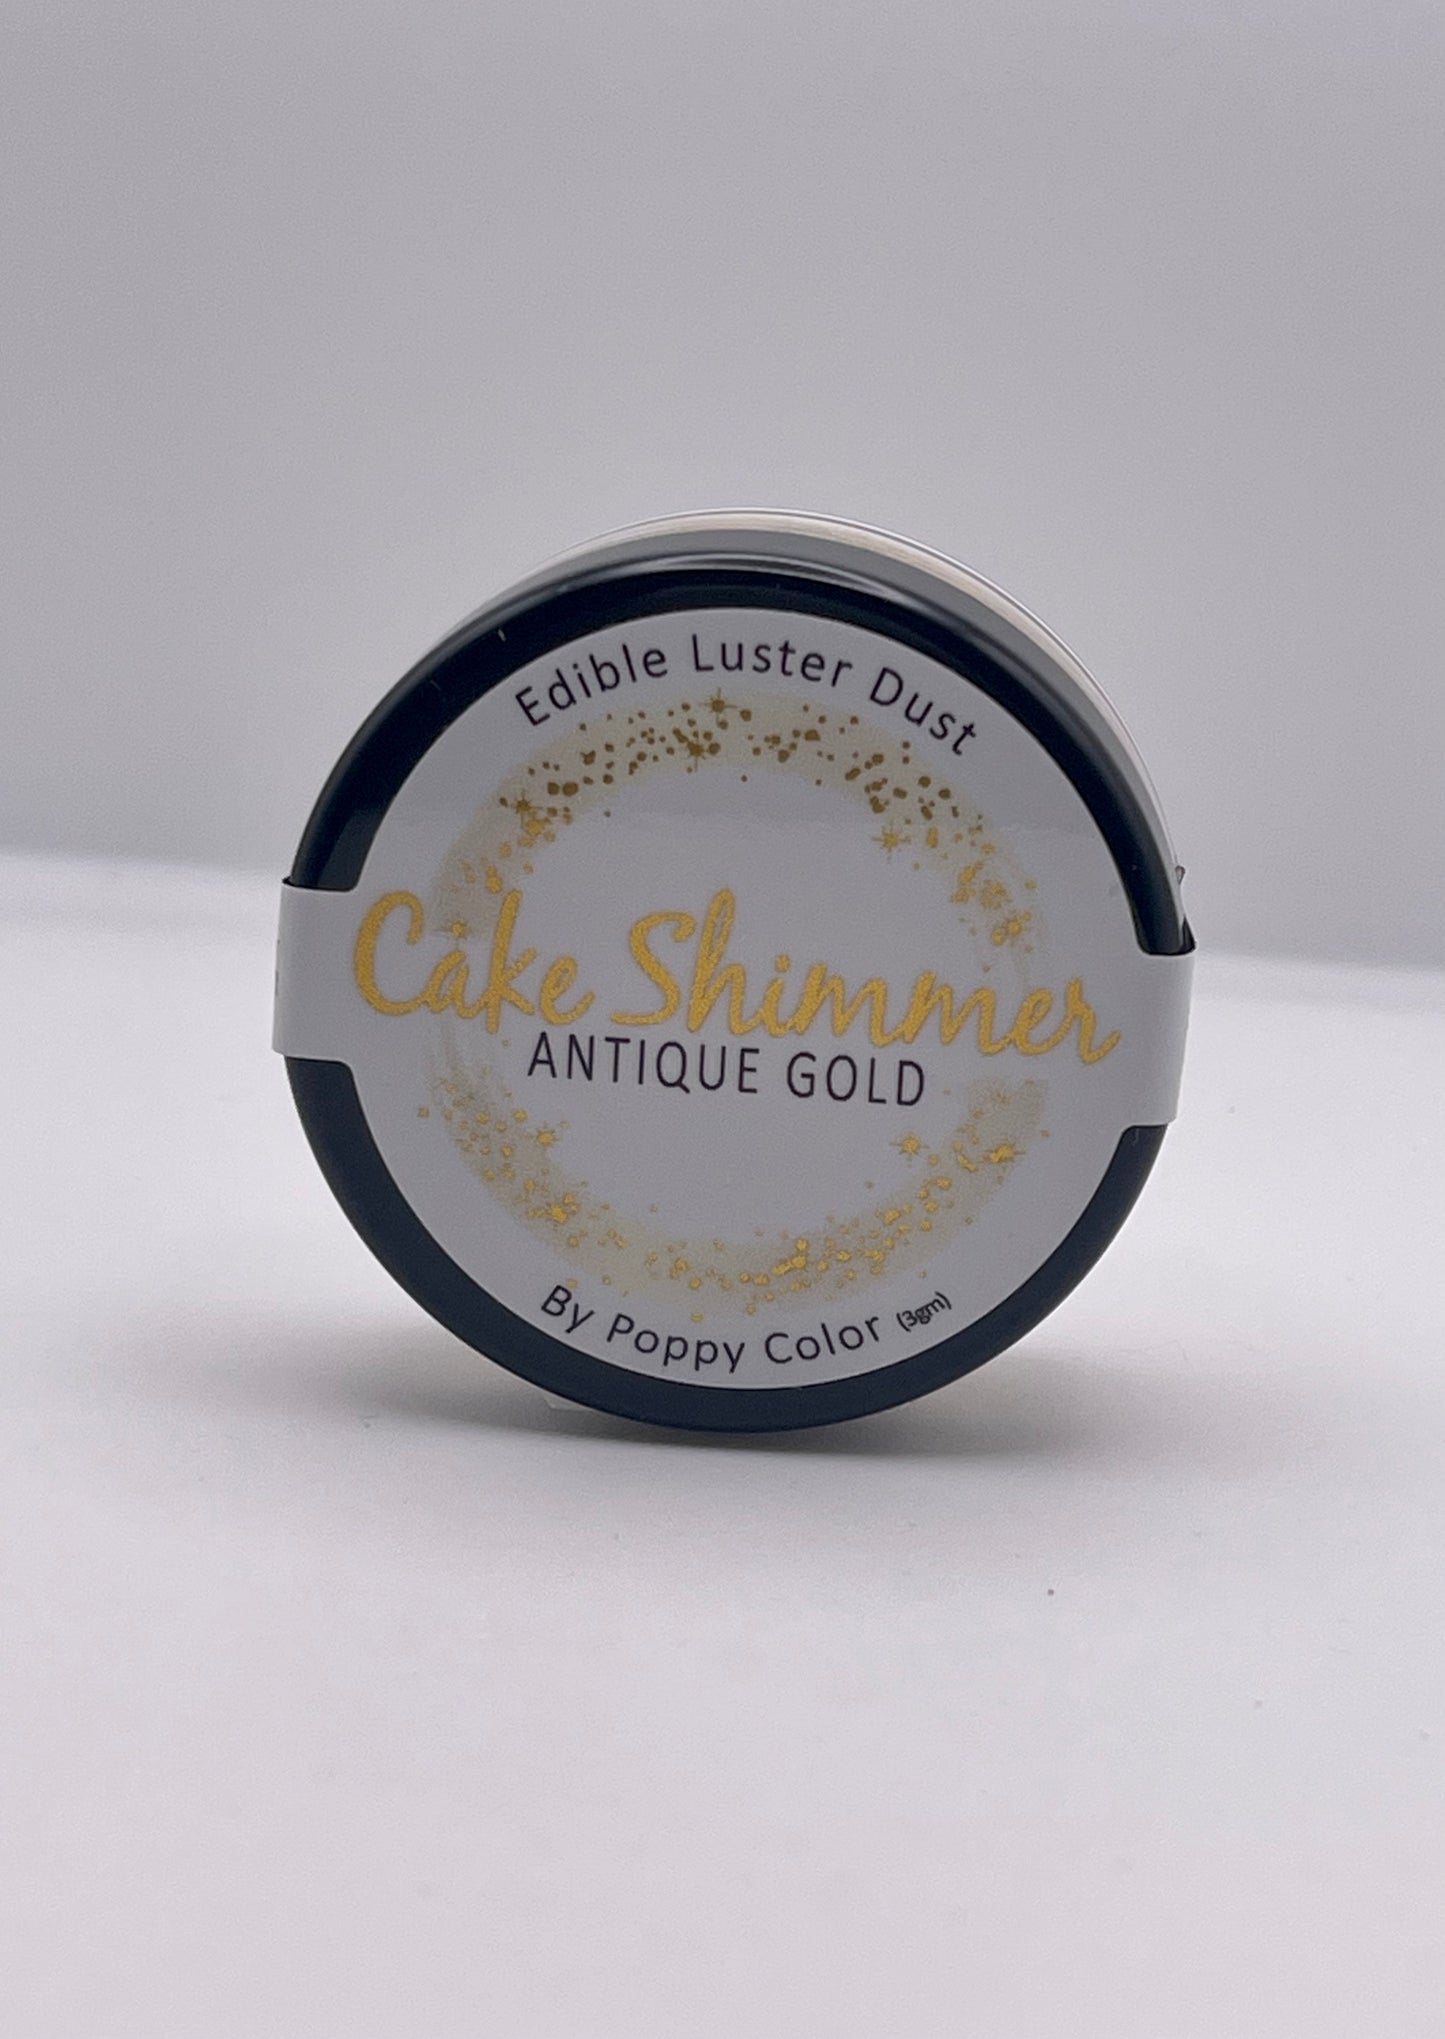 Edible Luster Dust
Cake Shimmer
ANTIQUE GOLD
By Poppy Color (3gm)